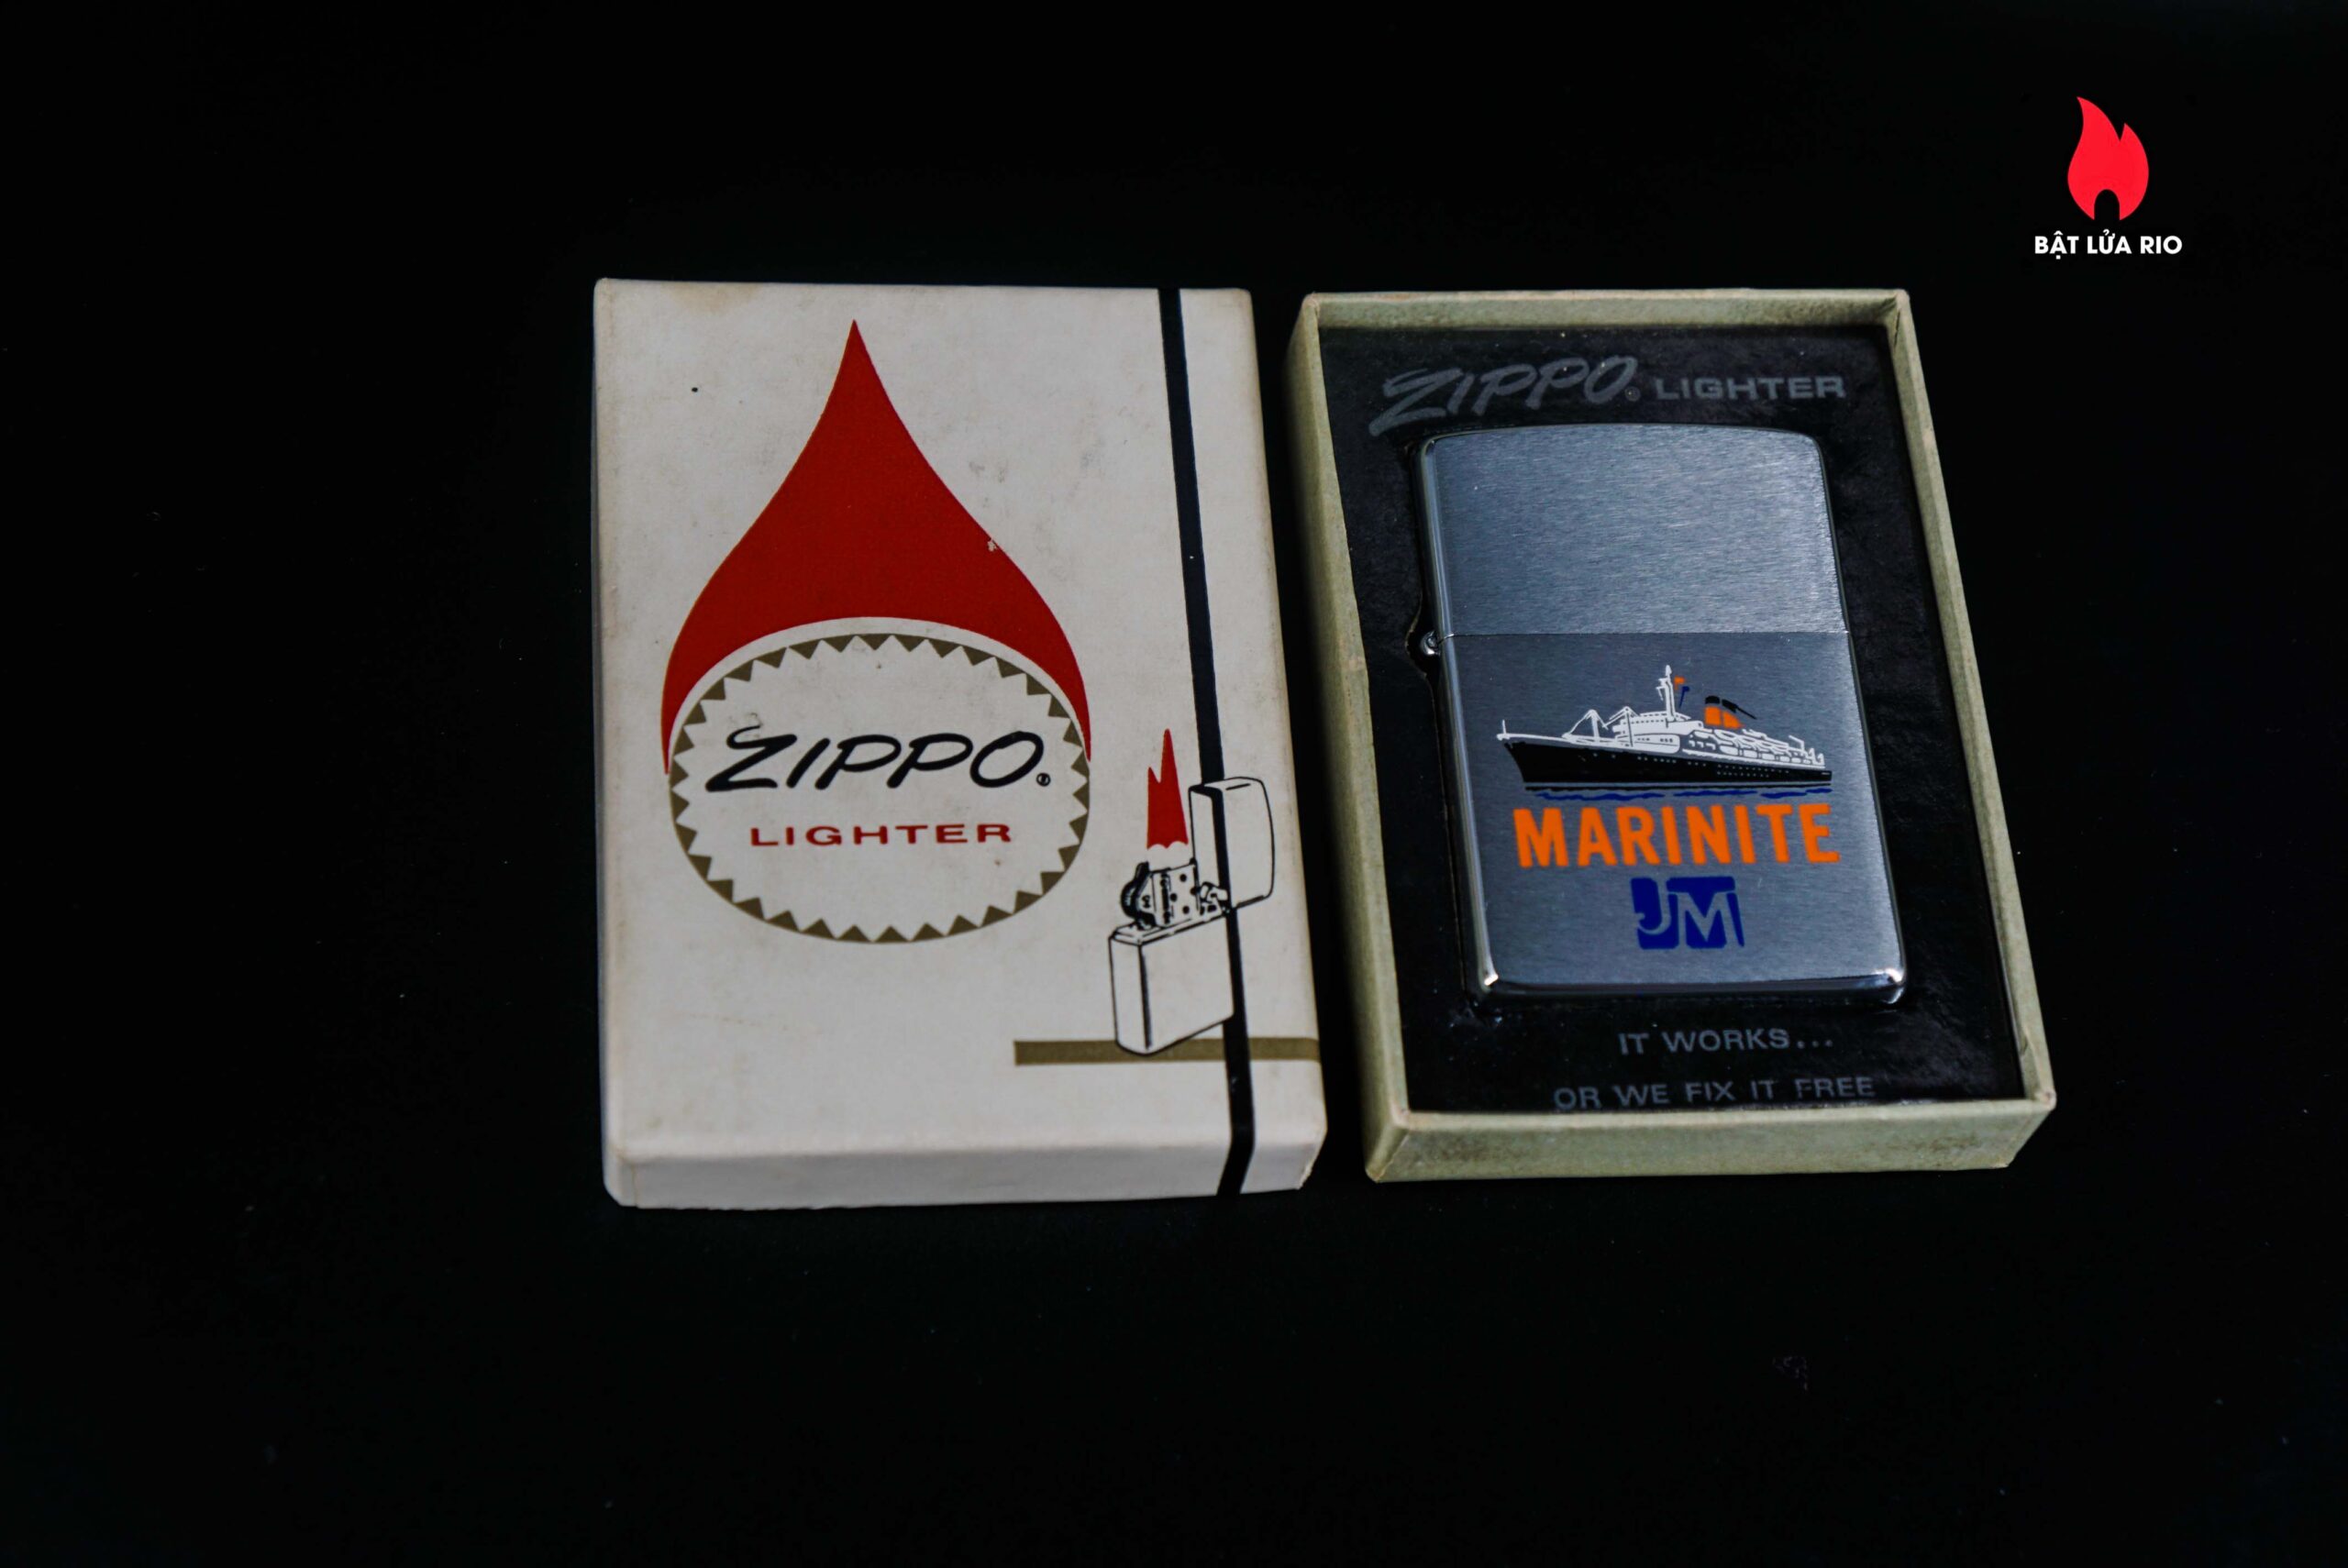 BẬT LỬA RIO
ZIPPO®
LIGHTER
ZIPPO® LIGHTER
MARINITE
JM
IT WORKS...
OR WE FIX IT FREE